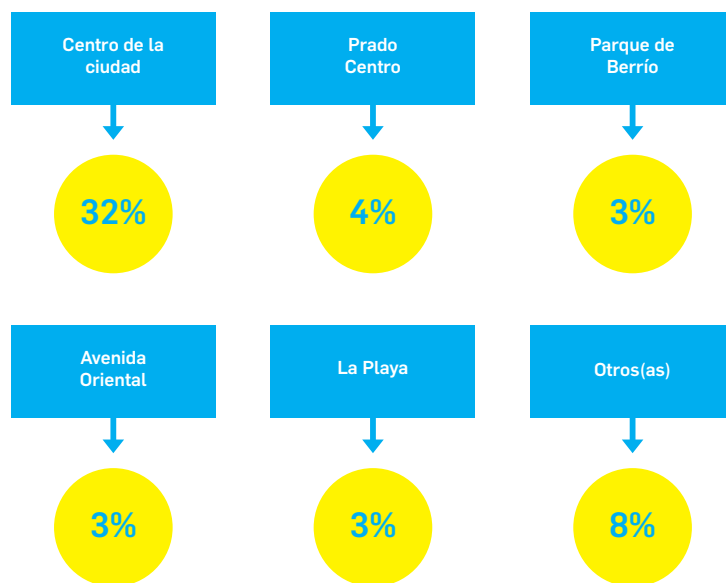 Centro de la
ciudad
32%
Prado
Centro
4%
Parque de
Berrío
3%
Avenida
Oriental
3%
La Playa
3%
Otros(as)
8%